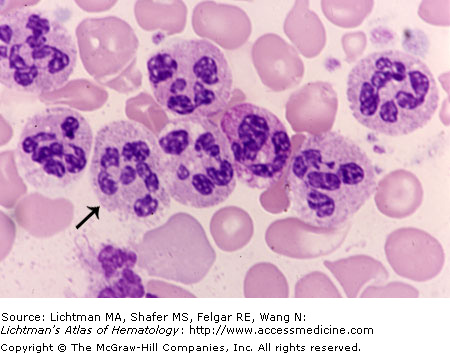 Source: Lichtman MA, Shafer MS, Felgar RE, Wang N:
Lichtman's Atlas of Hematology: http://www.accessmedicine.com
Copyright © The McGraw-Hill Companies, Inc. All rights reserved.